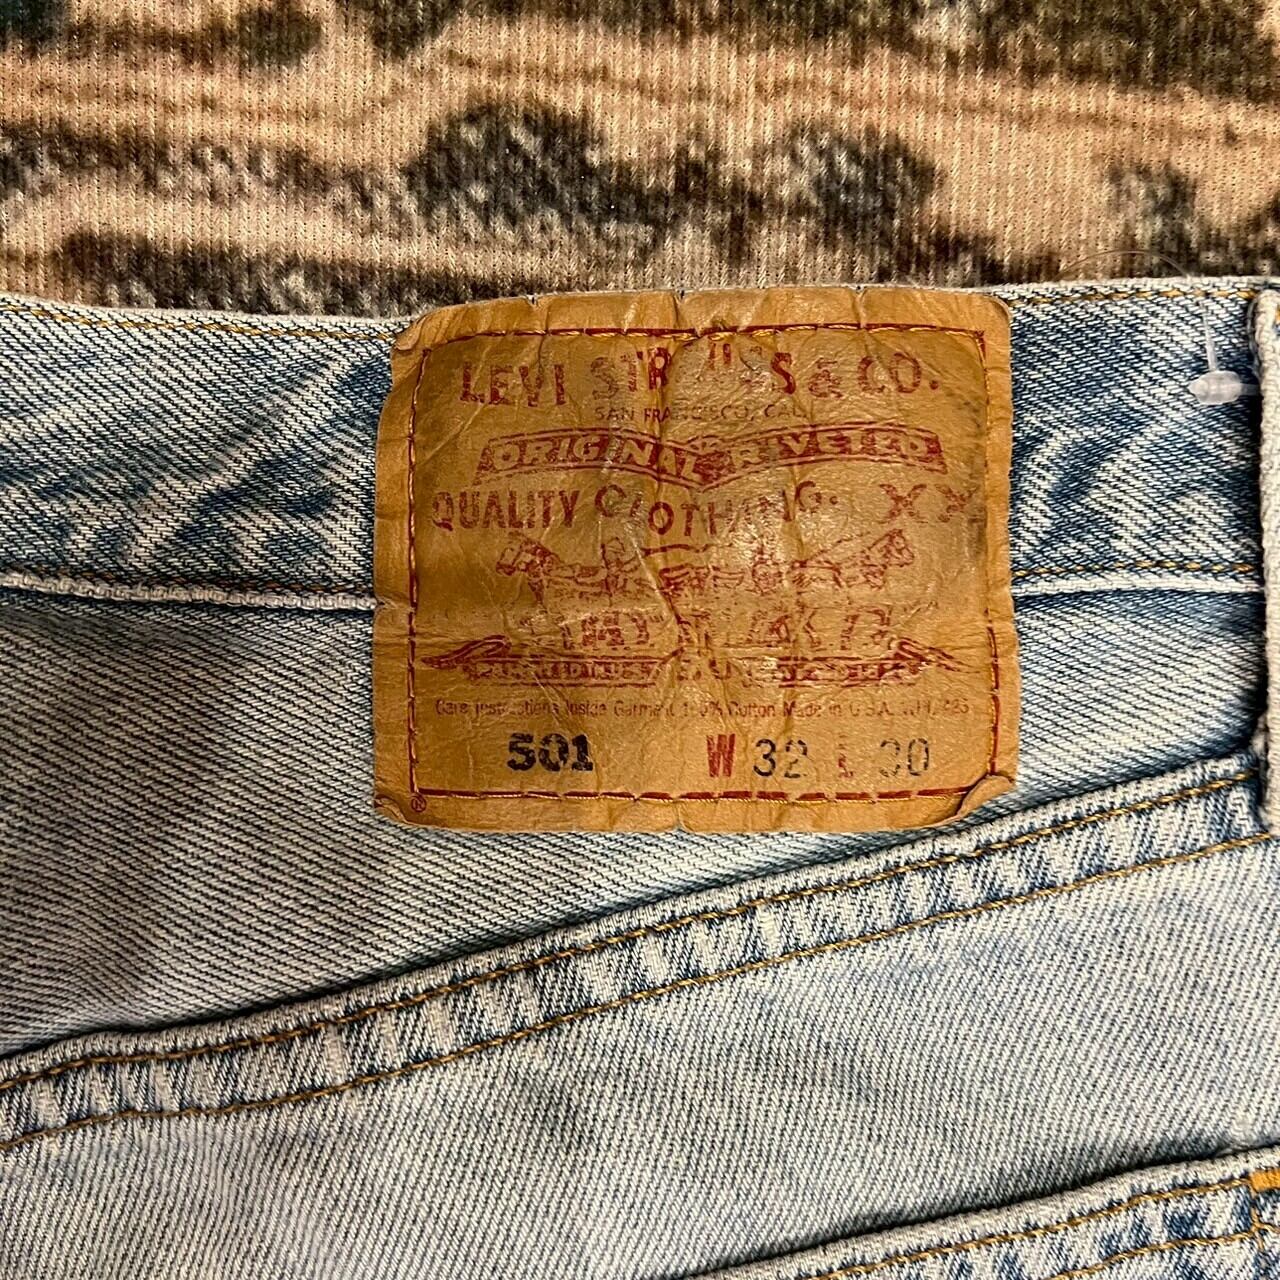 LEVI STRAUSS & CO.
SAN FRANCISCO, CAL.
ORIGINAL RIVETED
QUALITY CLOTHING. XX
Care Instructions Inside Garment 100% Cotton Made in U.S.A.
501 W 32 L 30
®